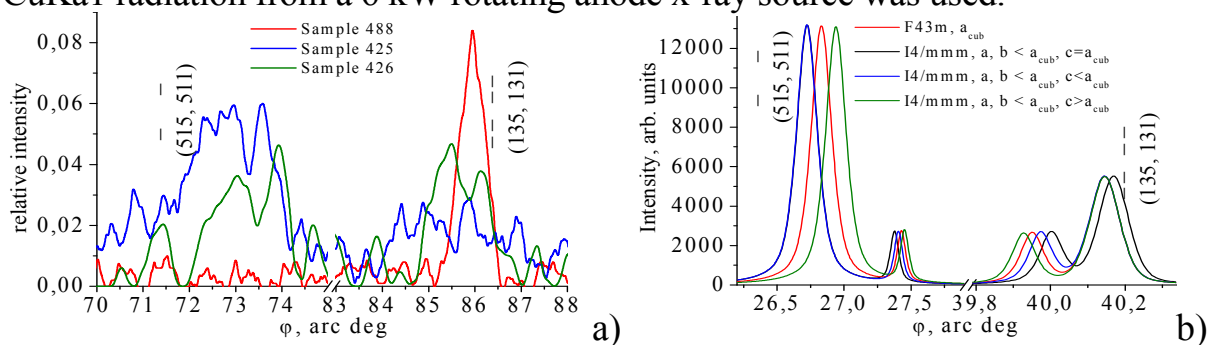 CuKα1 radiation from a 6 kW rotating anode x-ray source was used.
0,08
0,06
0,04
0,02
0,00
relative intensity
Sample 488
Sample 425
Sample 426
(515, 511)
(135, 131)
70 71 72 73 74 83 84 85 86 87 88
φ, arc deg
a)
12000
10000
8000
6000
4000
2000
0
Intensity, arb. units
F43m, a_cub
I4/mmm, a, b < a_cub, c=a_cub
I4/mmm, a, b < a_cub, c<a_cub
I4/mmm, a, b < a_cub, c>a_cub
(515, 511)
(135, 131)
26,5 27,0 27,5 39,8 40,0 40,2
φ, arc deg
b)